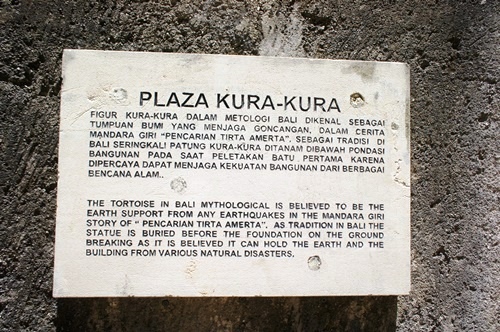 PLAZA KURA-KURA
FIGUR KURA-KURA DALAM METOLOGI BALI DIKENAL SEBAGAI
TUMPUAN BUMI YANG MENJAGA GONCANGAN, DALAM CERITA
MANDARA GIRI "PENCARIAN TIRTA AMERTA". SEBAGAI TRADISI DI
BALI SERINGKALI PATUNG KURA-KURA DITANAM DIBAWAH PONDASI
BANGUNAN PADA SAAT PELETAKAN BATU PERTAMA KARENA
DIPERCAYA DAPAT MENJAGA KEKUATAN BANGUNAN DARI BERBAGAI
BENCANA ALAM..
THE TORTOISE IN BALI MYTHOLOGICAL IS BELIEVED TO BE THE
EARTH SUPPORT FROM ANY EARTHQUAKES IN THE MANDARA GIRI
STORY OF " PENCARIAN TIRTA AMERTA". AS TRADITION IN BALI THE
STATUE IS BURIED BEFORE THE FOUNDATION ON THE GROUND
BREAKING AS IT IS BELIEVED IT CAN HOLD THE EARTH AND THE
BUILDING FROM VARIOUS NATURAL DISASTERS.